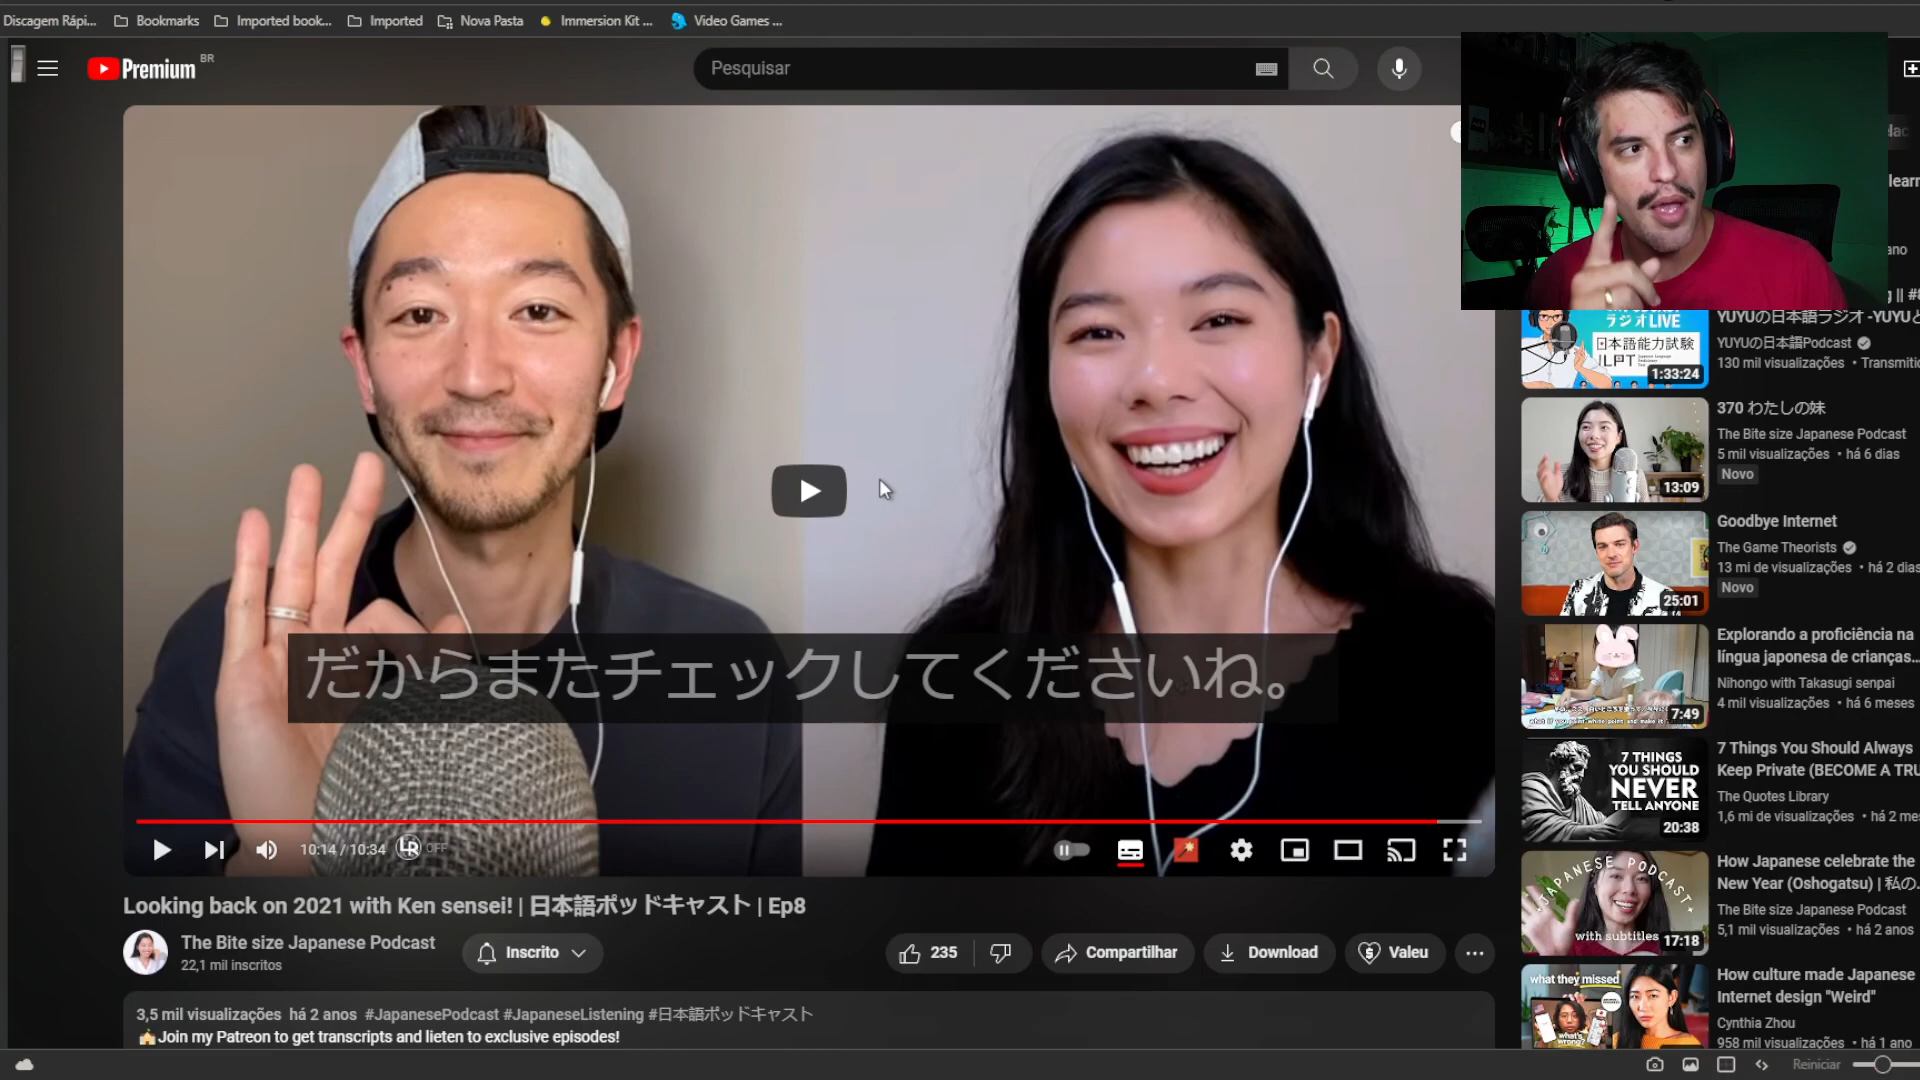 Discagem Rápi...
Bookmarks
Imported book...
Imported
Nova Pasta
Immersion Kit ...
Video Games ...
Premium BR
Pesquisar
だからまたチェックしてくださいね。
10:14 / 10:34
LR OFF
Looking back on 2021 with Ken sensei! | 日本語ポッドキャスト | Ep8
The Bite size Japanese Podcast
22,1 mil inscritos
Inscrito
235
Compartilhar
Download
Valeu
3,5 mil visualizações há 2 anos #JapanesePodcast #JapaneseListening #日本語ポッドキャスト
Join my Patreon to get transcripts and lieten to exclusive episodes!
ラジオLIVE
日本語能力試験
JLPT
1:33:24
YUYUの日本語ラジオ -YUYUと
YUYUの日本語Podcast
130 mil visualizações • Transmitic
13:09
370 わたしの妹
The Bite size Japanese Podcast
5 mil visualizações • há 6 dias
Novo
25:01
Goodbye Internet
The Game Theorists
13 mi de visualizações • há 2 dias
Novo
7:49
Explorando a proficiência na
língua japonesa de crianças...
Nihongo with Takasugi senpai
4 mil visualizações • há 6 meses
7 THINGS
YOU SHOULD
NEVER
TELL ANYONE
20:38
7 Things You Should Always
Keep Private (BECOME A TRU
The Quotes Library
1,6 mi de visualizações • há 2 me
JAPANESE PODCAST
with subtitles
17:18
How Japanese celebrate the
New Year (Oshogatsu) | 私の...
The Bite size Japanese Podcast
5,1 mil visualizações • há 2 anos
what they missed
what's wrong?
How culture made Japanese
Internet design "Weird"
Cynthia Zhou
958 mil visualizações • há 1 ano
Reiniciar